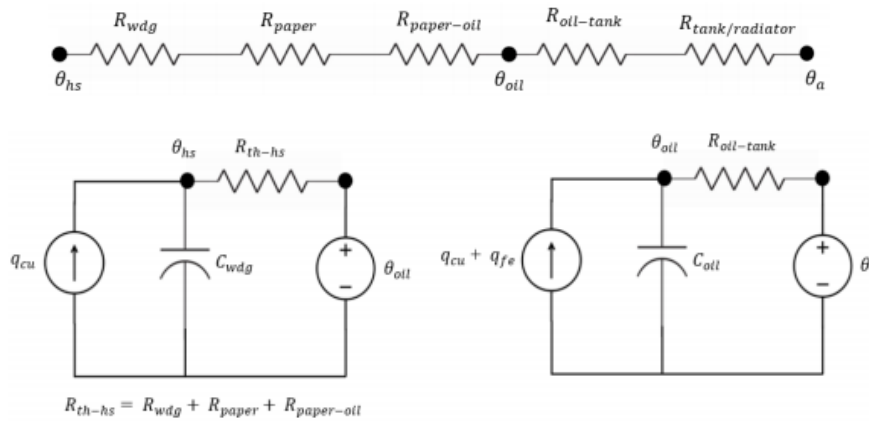 R_wdg R_paper R_paper-oil R_oil-tank R_tank/radiator
θ_hs θ_oil θ_a
θ_hs R_th-hs θ_oil R_oil-tank
q_cu C_wdg + - θ_oil q_cu + q_fe C_oil + - θ
R_th-hs = R_wdg + R_paper + R_paper-oil